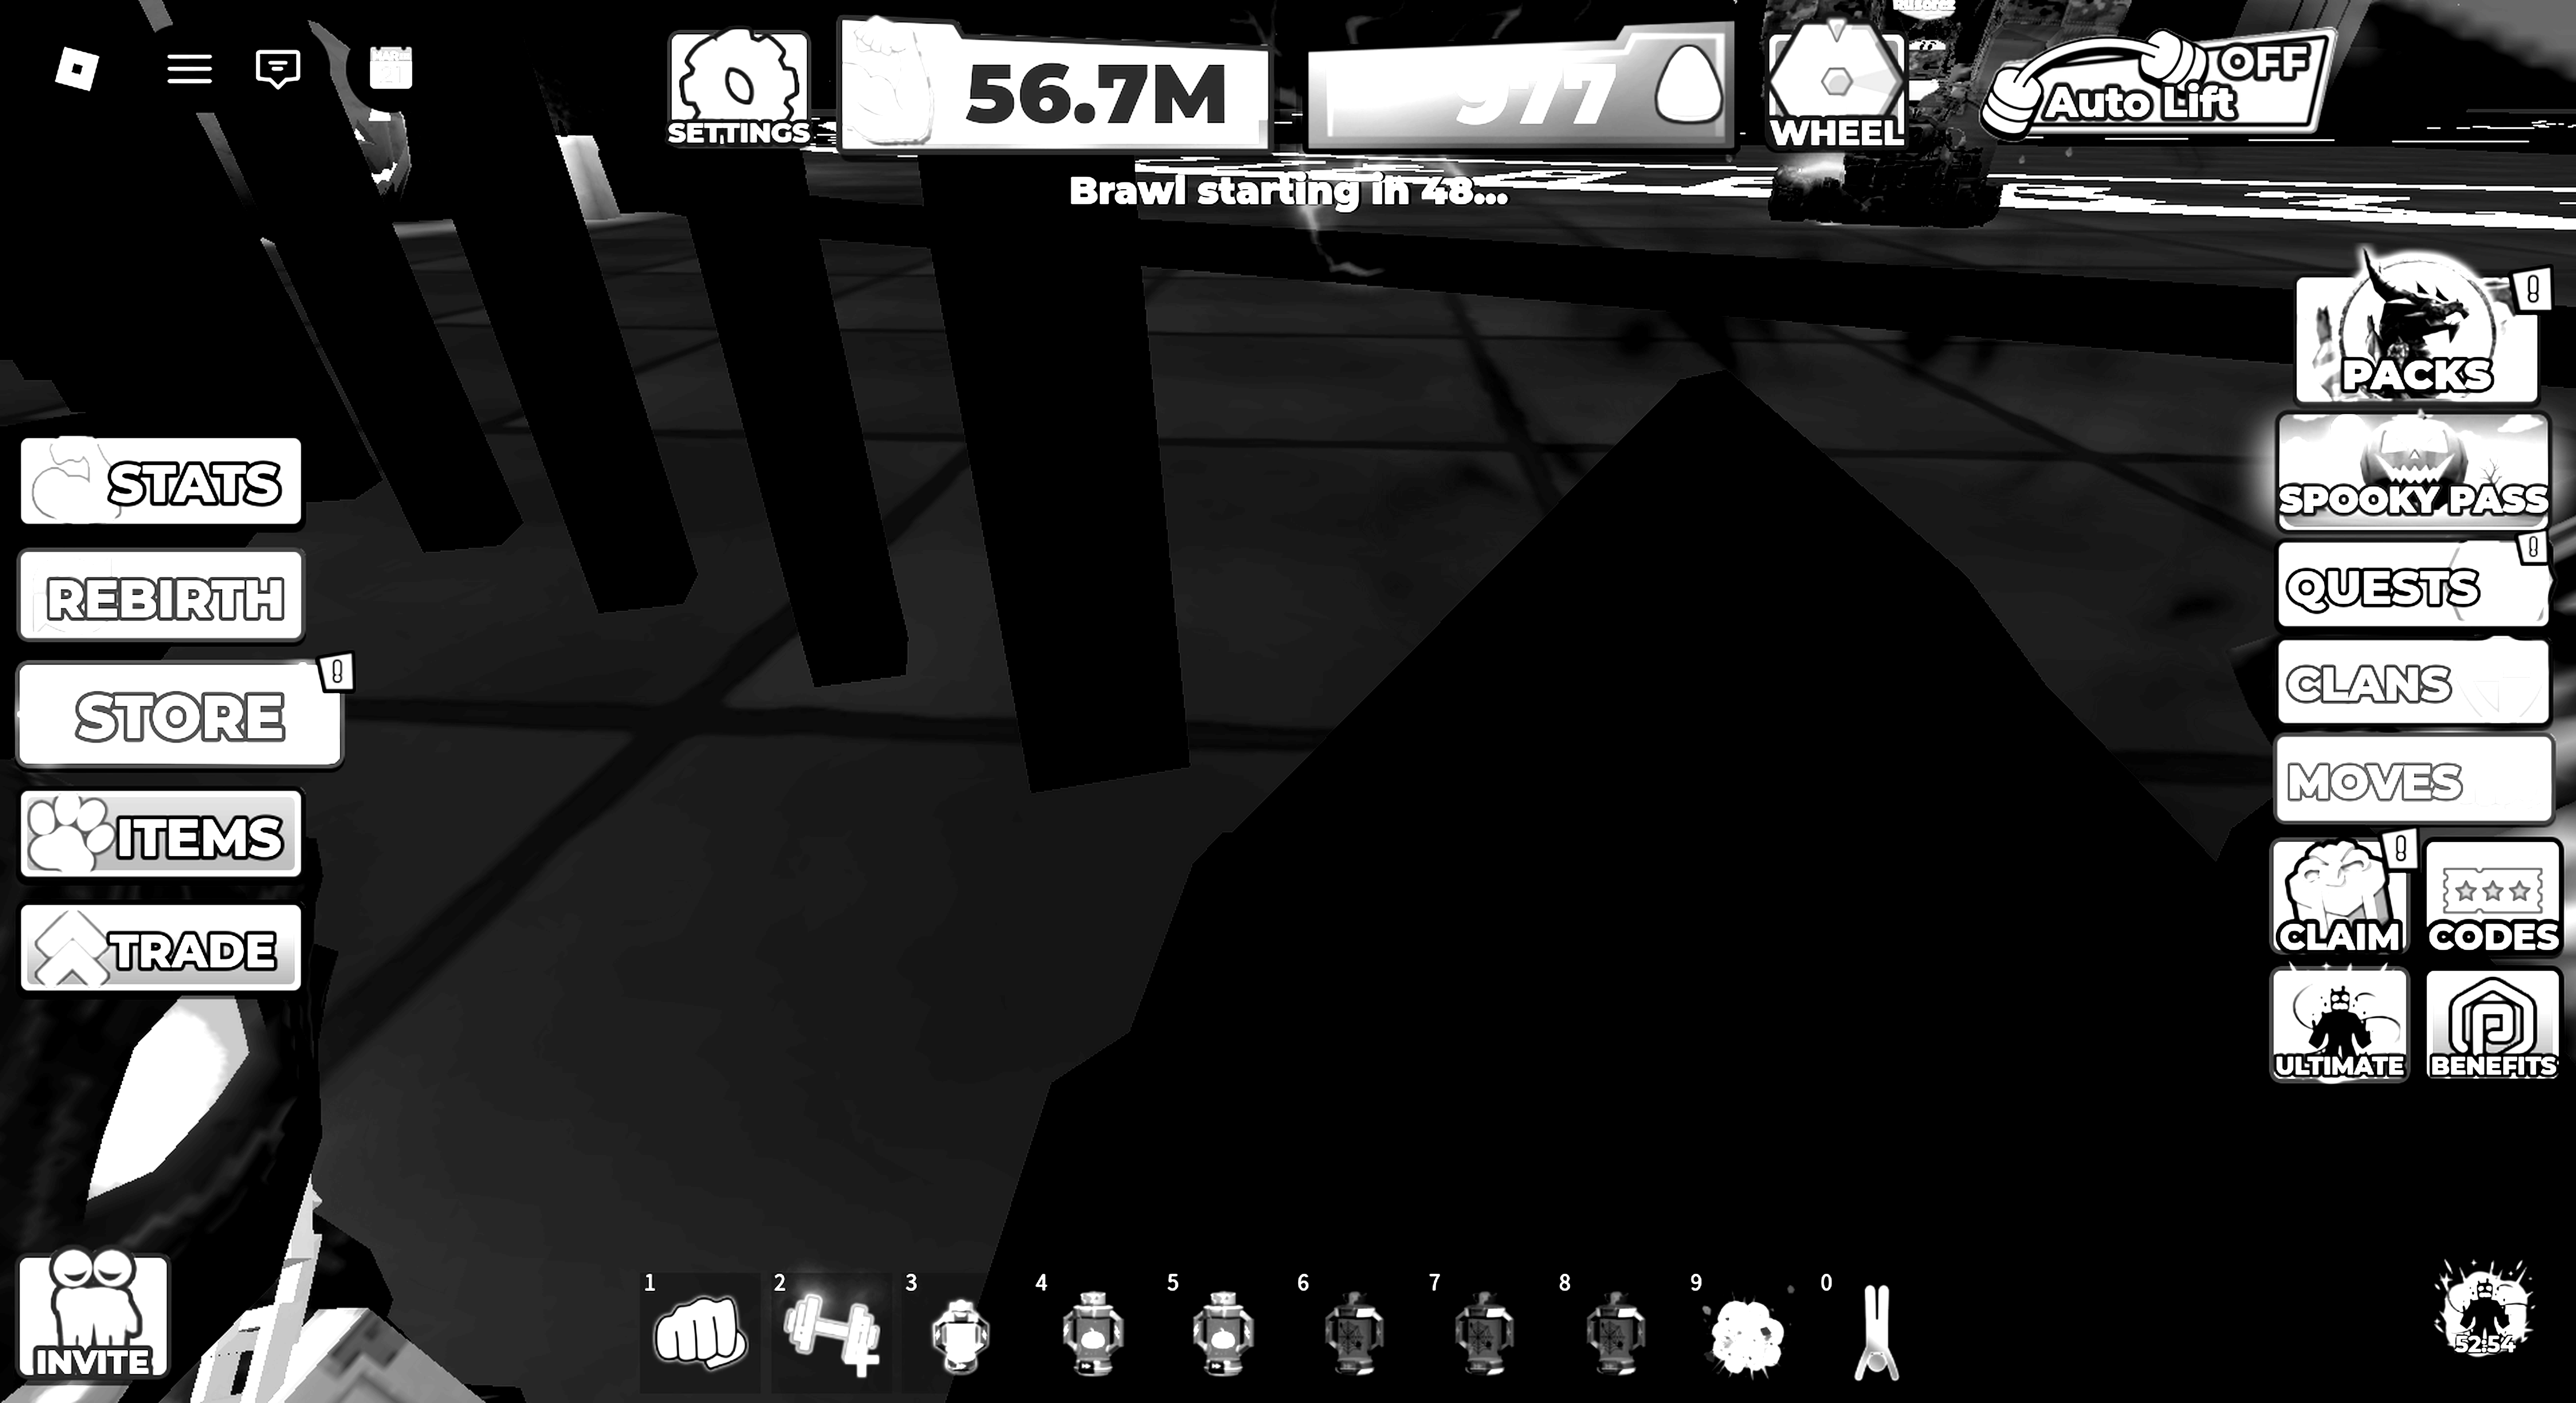 SETTINGS
56.7M
977
WHEEL
OFF
Auto Lift
Brawl starting in 48...
PACKS
SPOOKY PASS
STATS
QUESTS
REBIRTH
CLANS
STORE
MOVES
ITEMS
CLAIM
CODES
TRADE
ULTIMATE
BENEFITS
INVITE
1 2 3 4 5 6 7 8 9 0
52:54